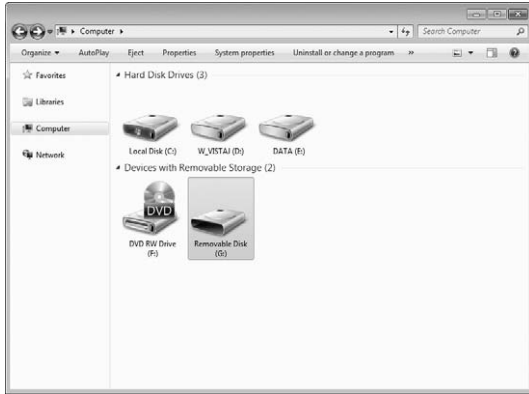 Computer
Search Computer
Organize
AutoPlay
Eject
Properties
System properties
Uninstall or change a program
»
Favorites
Libraries
Computer
Network
Hard Disk Drives (3)
Local Disk (C:)
W_VISTAJ (D:)
DATA (E:)
Devices with Removable Storage (2)
DVD
DVD RW Drive
(F:)
Removable Disk
(G:)